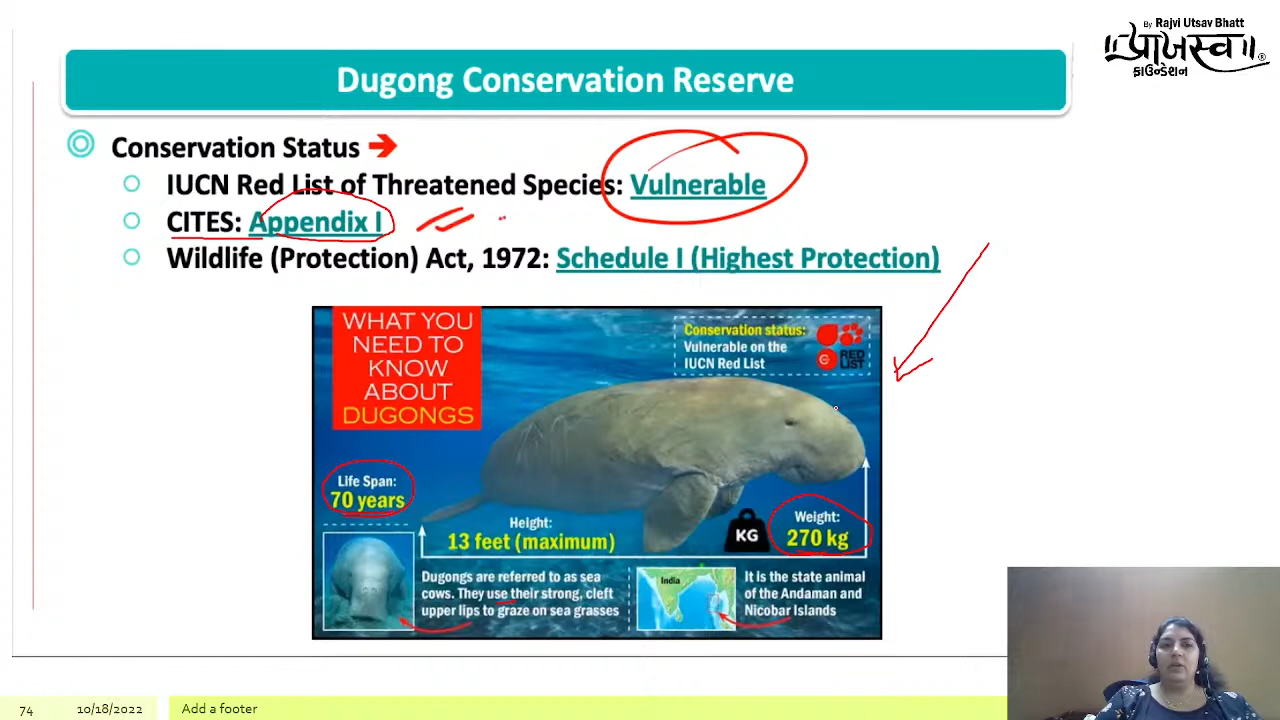 By Rajvi Utsav Bhatt
॥प्राजस्व॥
ફાઉન્ડેશન
Dugong Conservation Reserve
Conservation Status
IUCN Red List of Threatened Species: Vulnerable
CITES: Appendix I
Wildlife (Protection) Act, 1972: Schedule I (Highest Protection)
WHAT YOU
NEED TO
KNOW
ABOUT
DUGONGS
Conservation status:
Vulnerable on the
IUCN Red List
RED
LIST
Life Span:
70 years
Height:
13 feet (maximum)
KG
Weight:
270 kg
Dugongs are referred to as sea
cows. They use their strong, cleft
upper lips to graze on sea grasses
India
It is the state animal
of the Andaman and
Nicobar Islands
74
10/18/2022
Add a footer